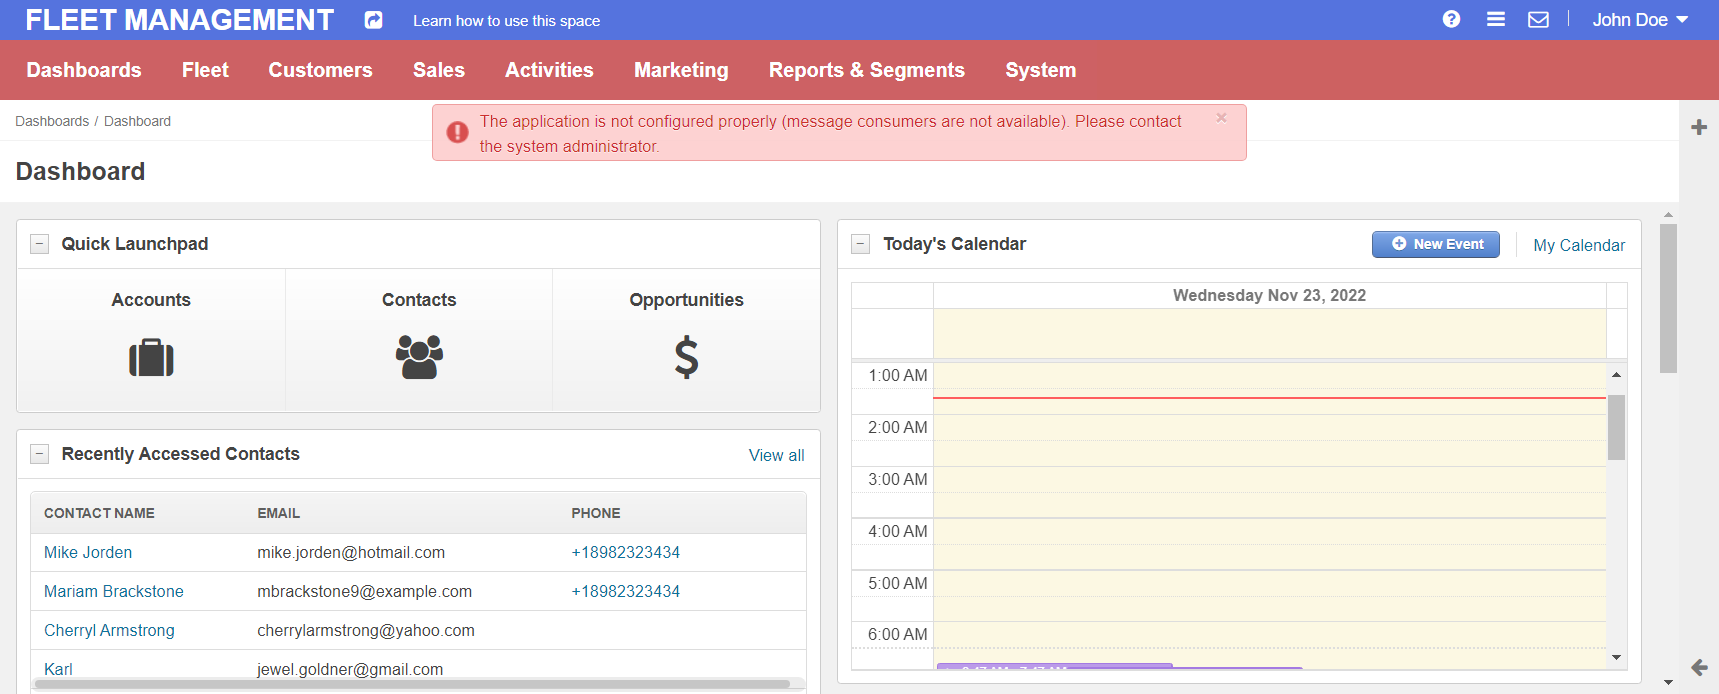 FLEET MANAGEMENT
Learn how to use this space
John Doe
Dashboards Fleet Customers Sales Activities Marketing Reports & Segments System
Dashboards / Dashboard
The application is not configured properly (message consumers are not available). Please contact
the system administrator.
×
Dashboard
Quick Launchpad
Accounts Contacts Opportunities
Recently Accessed Contacts View all
CONTACT NAME EMAIL PHONE
Mike Jorden mike.jorden@hotmail.com +18982323434
Mariam Brackstone mbrackstone9@example.com +18982323434
Cherryl Armstrong cherrylarmstrong@yahoo.com
Karl jewel.goldner@gmail.com
Today's Calendar New Event My Calendar
Wednesday Nov 23, 2022
1:00 AM
2:00 AM
3:00 AM
4:00 AM
5:00 AM
6:00 AM